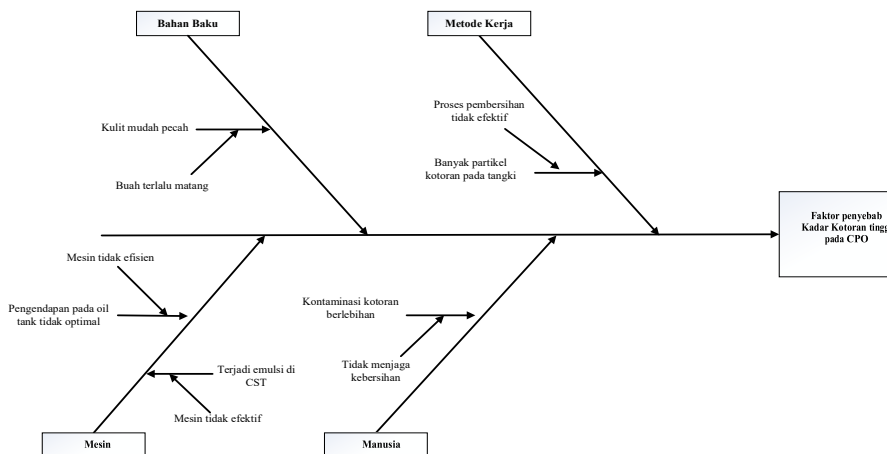 Bahan Baku
Metode Kerja
Proses pembersihan
tidak efektif
Kulit mudah pecah
Banyak partikel
kotoran pada tangki
Buah terlalu matang
Faktor penyebab
Kadar Kotoran tingg
pada CPO
Mesin tidak efisien
Pengendapan pada oil
tank tidak optimal
Kontaminasi kotoran
berlebihan
Terjadi emulsi di
CST
Tidak menjaga
kebersihan
Mesin tidak efektif
Mesin
Manusia